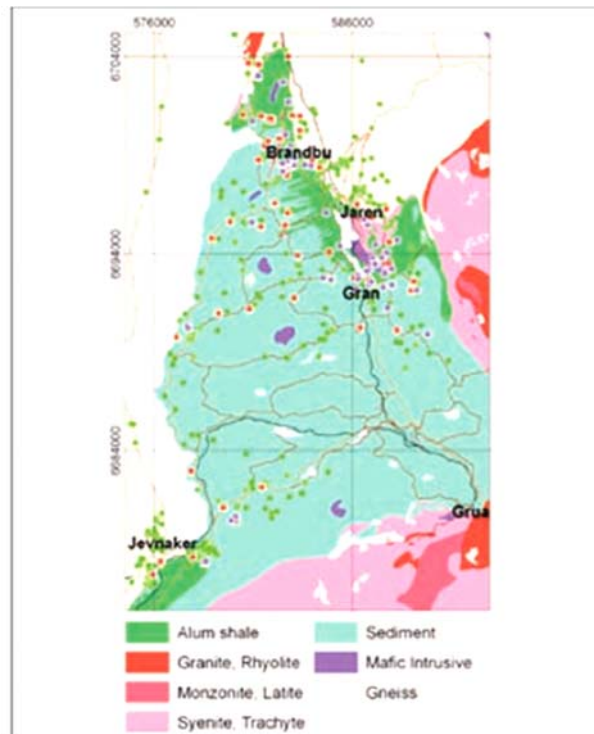 576000 586000
6704000
Brandbu
Jaren
6694000
Gran
6684000
Grua
Jevnaker
Alum shale Sediment
Granite, Rhyolite Mafic Intrusive
Monzonite, Latite Gneiss
Syenite, Trachyte